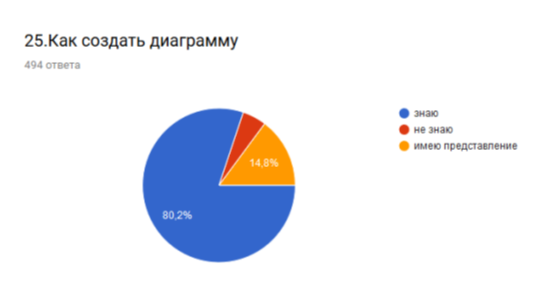 25.Как создать диаграмму
494 ответа
знаю
не знаю
имею представление
14,8%
80,2%